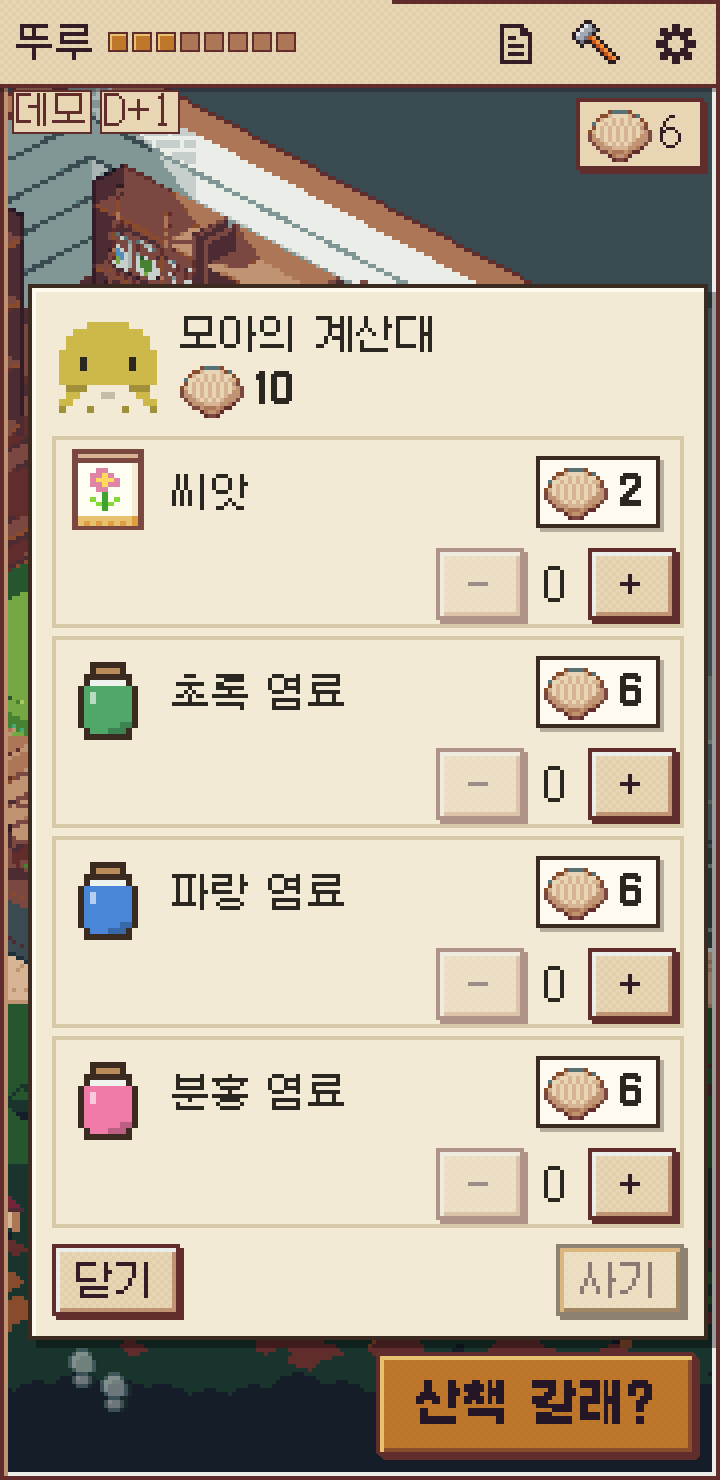 뚜루
데모 D+1
6
모아의 계산대
10
씨앗 2
- 0 +
초록 염료 6
- 0 +
파랑 염료 6
- 0 +
분홍 염료 6
- 0 +
닫기 사기
산책 갈래?